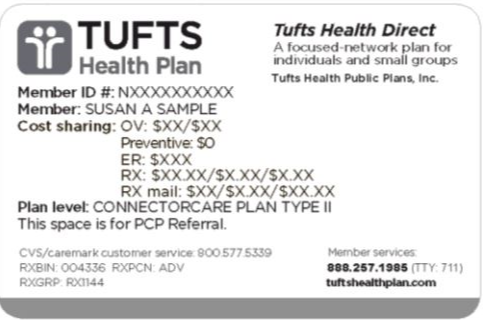 TUFTS
Health Plan
Tufts Health Direct
A focused-network plan for
individuals and small groups
Tufts Health Public Plans, Inc.
Member ID #: NXXXXXXXXXX
Member: SUSAN A SAMPLE
Cost sharing: OV: $XX/$XX
Preventive: $0
ER: $XXX
RX: $XX.XX/$X.XX/$X.XX
RX mail: $XX/$X.XX/$XX.XX
Plan level: CONNECTORCARE PLAN TYPE II
This space is for PCP Referral.
CVS/caremark customer service: 800.577.5339
RXBIN: 004336 RXPCN: ADV
RXGRP: RX1144
Member services:
888.257.1985 (TTY: 711)
tuftshealthplan.com